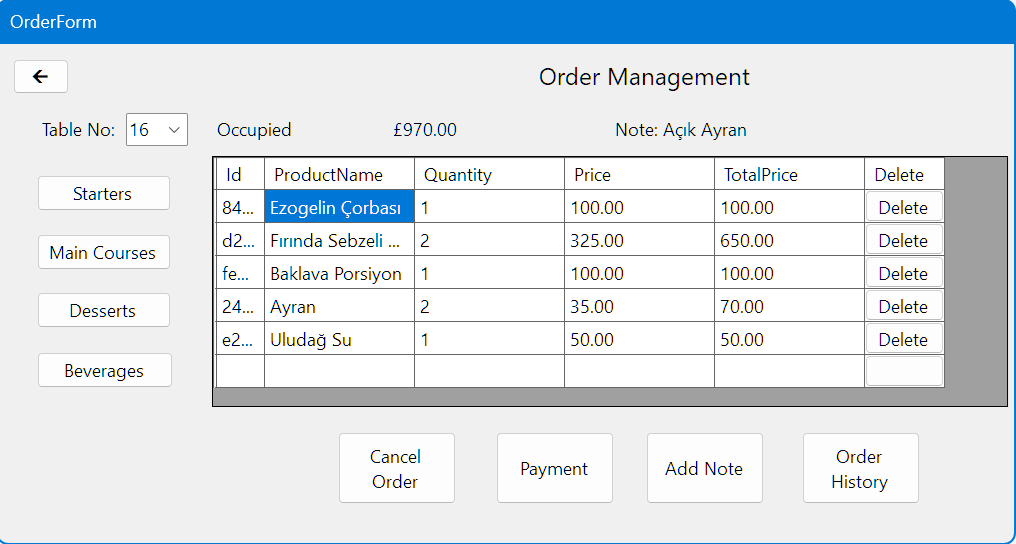 OrderForm
Order Management
Table No: 16 Occupied £970.00 Note: Açık Ayran
Starters
Main Courses
Desserts
Beverages
Id ProductName Quantity Price TotalPrice Delete
84... Ezogelin Çorbası 1 100.00 100.00 Delete
d2... Fırında Sebzeli ... 2 325.00 650.00 Delete
fe... Baklava Porsiyon 1 100.00 100.00 Delete
24... Ayran 2 35.00 70.00 Delete
e2... Uludağ Su 1 50.00 50.00 Delete
Cancel
Order
Payment
Add Note
Order
History